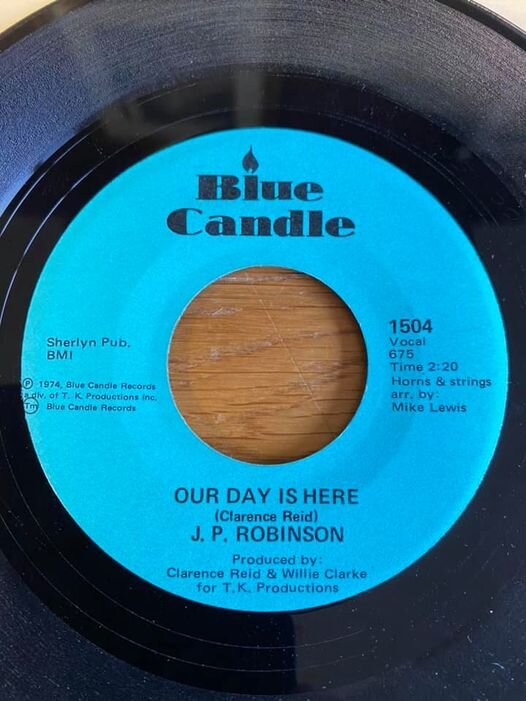 Blue
Candle
Sherlyn Pub.
BMI
℗ 1974, Blue Candle Records
a div. of T. K. Productions Inc.
Tm Blue Candle Records
1504
Vocal
675
Time 2:20
Horns & strings
arr. by:
Mike Lewis
OUR DAY IS HERE
(Clarence Reid)
J. P. ROBINSON
Produced by:
Clarence Reid & Willie Clarke
for T.K. Productions